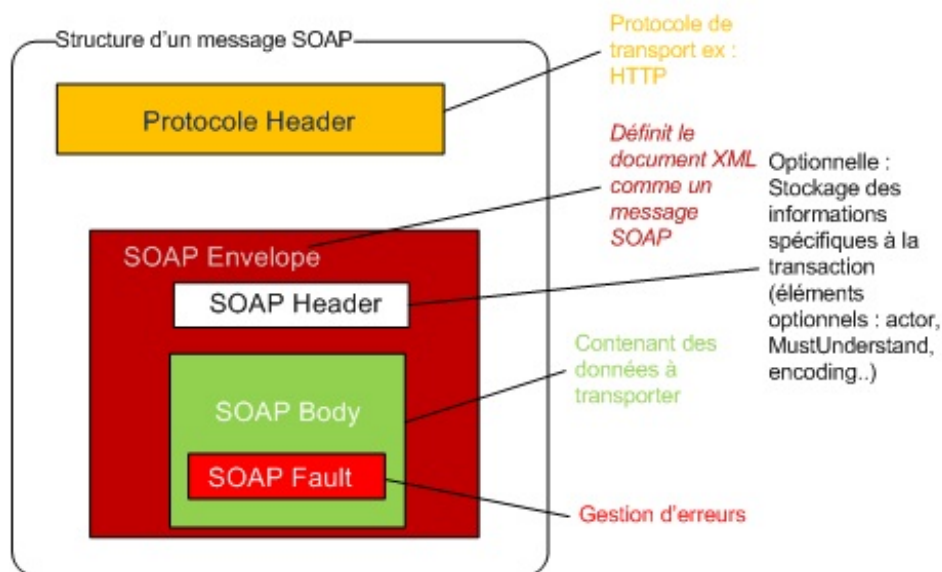 Structure d'un message SOAP
Protocole Header
Protocole de
transport ex :
HTTP
SOAP Envelope
Définit le
document XML
comme un
message
SOAP
SOAP Header
Optionnelle :
Stockage des
informations
spécifiques à la
transaction
(éléments
optionnels : actor,
MustUnderstand,
encoding..)
SOAP Body
Contenant des
données à
transporter
SOAP Fault
Gestion d'erreurs